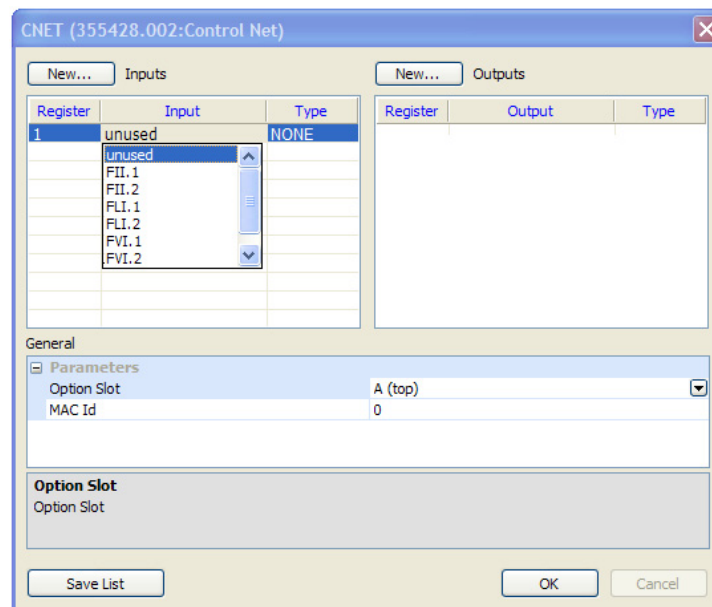 CNET (355428.002:Control Net)
New... Inputs New... Outputs
Register Input Type Register Output Type
1 unused NONE
unused
FII.1
FII.2
FLI.1
FLI.2
FVI.1
FVI.2
General
Parameters
Option Slot A (top)
MAC Id 0
Option Slot
Option Slot
Save List OK Cancel